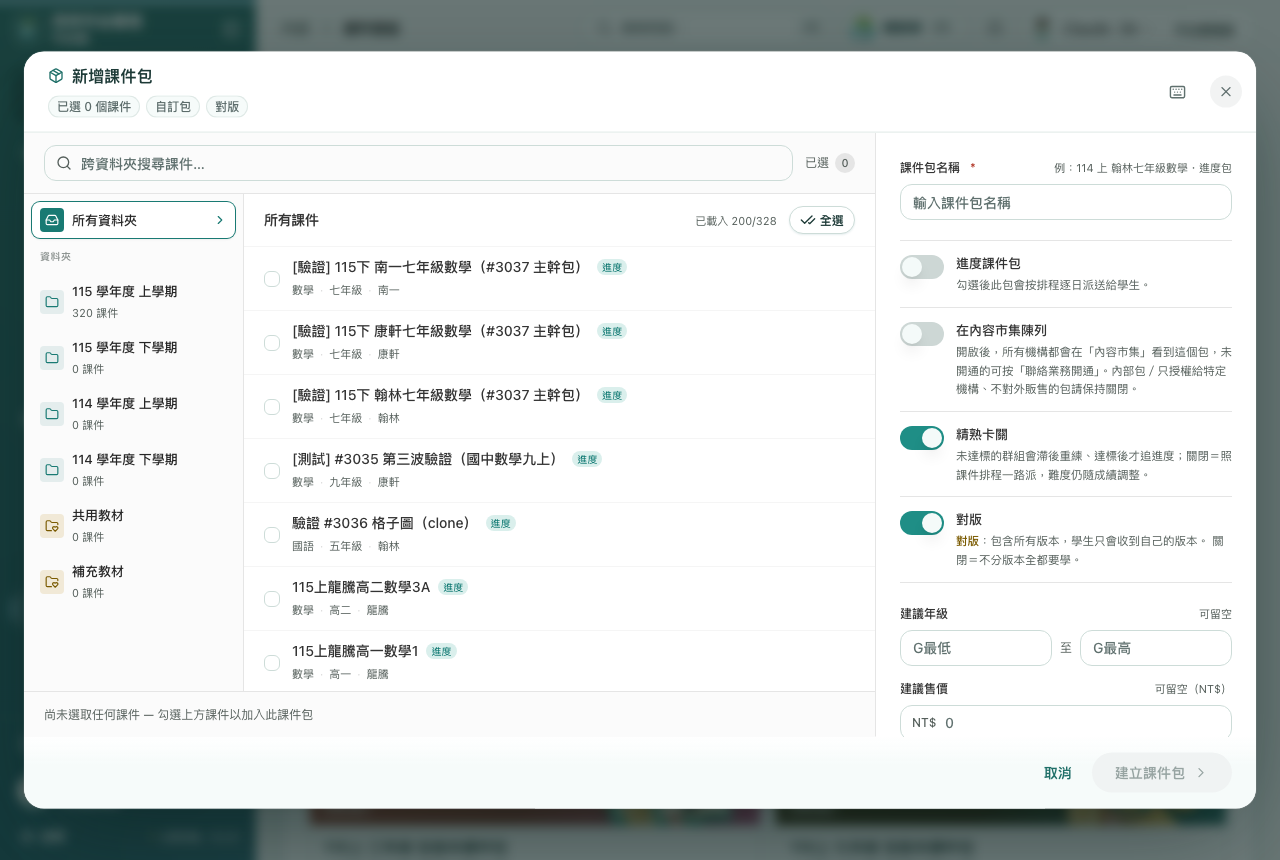 新增課件包
已選 0 個課件
自訂包
對版
跨資料夾搜尋課件...
已選 0
所有資料夾
資料夾
115 學年度 上學期
320 課件
115 學年度 下學期
0 課件
114 學年度 上學期
0 課件
114 學年度 下學期
0 課件
共用教材
0 課件
補充教材
0 課件
所有課件
已載入 200/328
全選
[驗證] 115下 南一七年級數學（#3037 主幹包） 進度
數學 · 七年級 · 南一
[驗證] 115下 康軒七年級數學（#3037 主幹包） 進度
數學 · 七年級 · 康軒
[驗證] 115下 翰林七年級數學（#3037 主幹包） 進度
數學 · 七年級 · 翰林
[測試] #3035 第三波驗證（國中數學九上） 進度
數學 · 九年級 · 康軒
驗證 #3036 格子圖（clone） 進度
國語 · 五年級 · 翰林
115上龍騰高二數學3A 進度
數學 · 高二 · 龍騰
115上龍騰高一數學1 進度
數學 · 高一 · 龍騰
尚未選取任何課件 — 勾選上方課件以加入此課件包
課件包名稱 *
例：114 上 翰林七年級數學 · 進度包
輸入課件包名稱
進度課件包
勾選後此包會按排程逐日派送給學生。
在內容市集陳列
開啟後，所有機構都會在「內容市集」看到這個包，未
開通的可按「聯絡業務開通」。內部包 / 只授權給特定
機構、不對外販售的包請保持關閉。
精熟卡關
未達標的群組會滯後重練、達標後才追進度；關閉＝照
課件排程一路派，難度仍隨成績調整。
對版
對版：包含所有版本，學生只會收到自己的版本。 關
閉＝不分版本全都要學。
建議年級
可留空
G最低
至
G最高
建議售價
可留空（NT$）
NT$ 0
取消
建立課件包